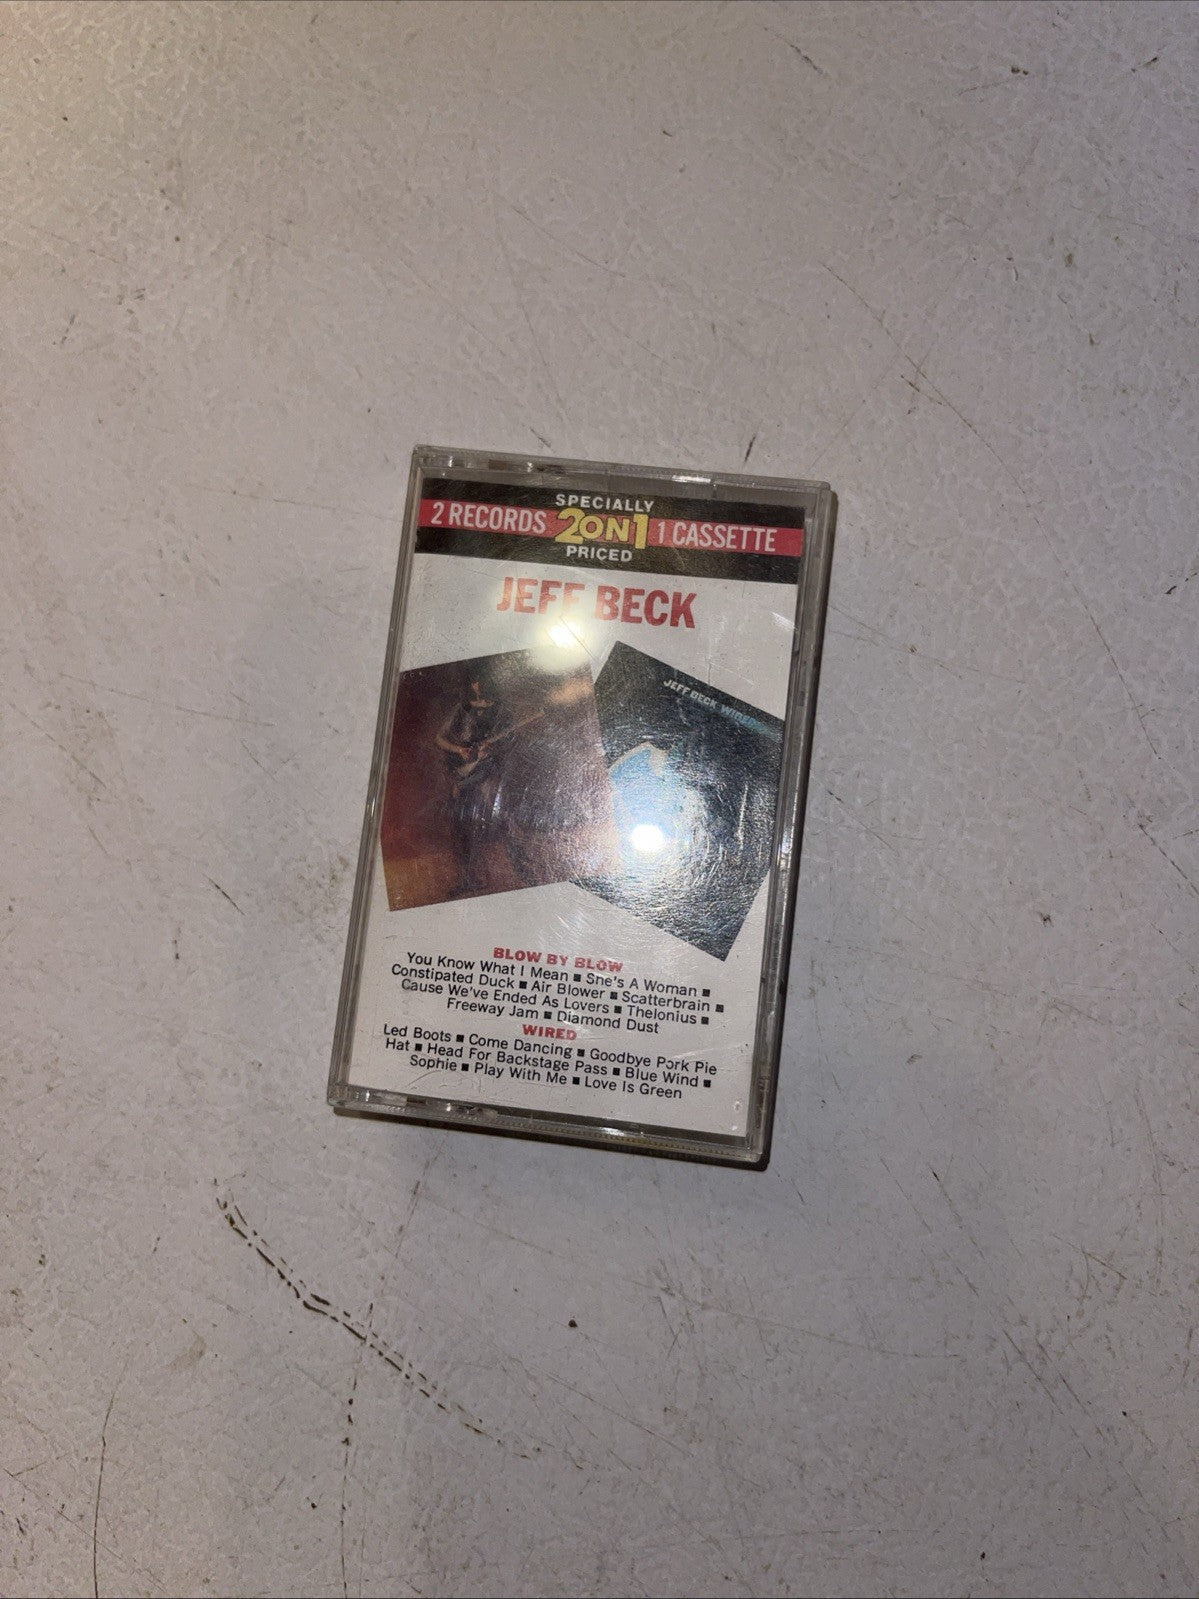 SPECIALLY
2 RECORDS 2ON1 1 CASSETTE
PRICED
JEFF BECK
JEFF BECK WIRED
BLOW BY BLOW
You Know What I Mean ■ She's A Woman ■
Constipated Duck ■ Air Blower ■ Scatterbrain ■
Cause We've Ended As Lovers ■ Thelonius ■
Freeway Jam ■ Diamond Dust
WIRED
Led Boots ■ Come Dancing ■ Goodbye Pork Pie
Hat ■ Head For Backstage Pass ■ Blue Wind ■
Sophie ■ Play With Me ■ Love Is Green